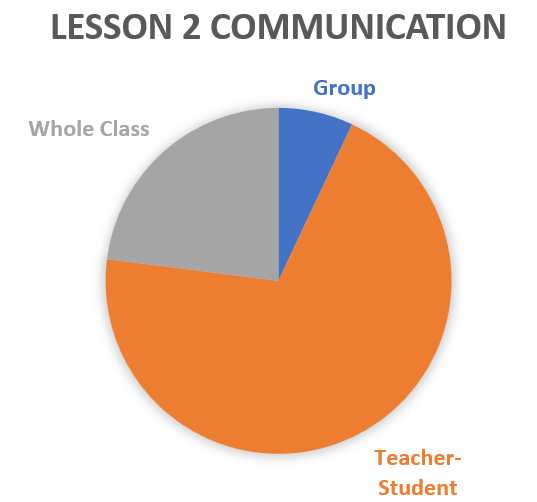 LESSON 2 COMMUNICATION
Group
Whole Class
Teacher-
Student